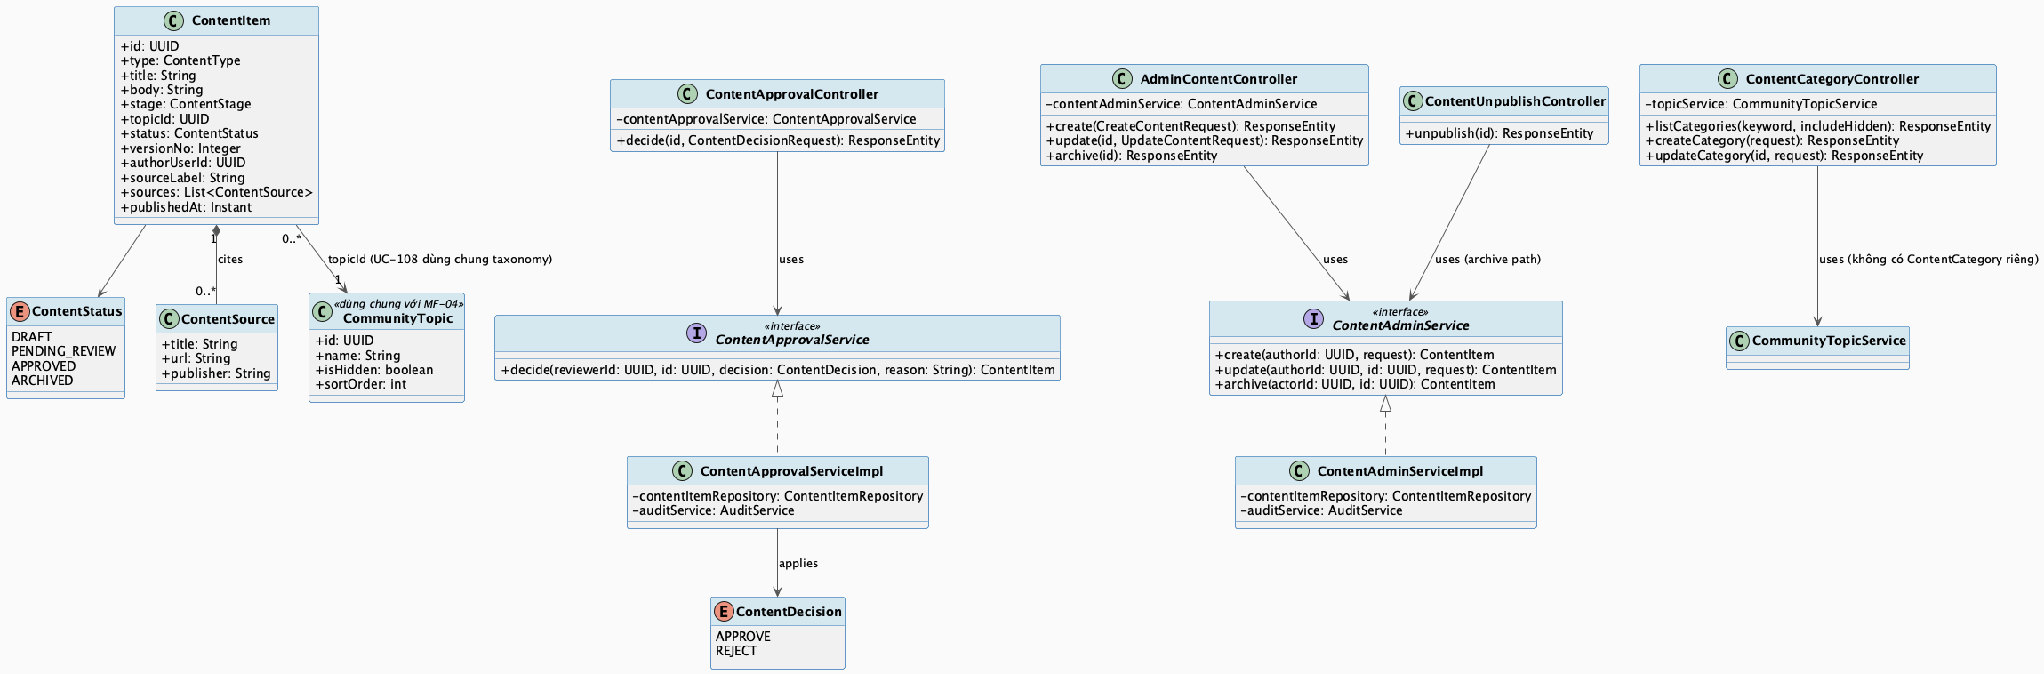 C ContentItem
+id: UUID
+type: ContentType
+title: String
+body: String
+stage: ContentStage
+topicId: UUID
+status: ContentStatus
+versionNo: Integer
+authorUserId: UUID
+sourceLabel: String
+sources: List<ContentSource>
+publishedAt: Instant
1
cites
0..*
0..*
topicId (UC-108 dùng chung taxonomy)
1
E ContentStatus
DRAFT
PENDING_REVIEW
APPROVED
ARCHIVED
C ContentSource
+title: String
+url: String
+publisher: String
«dùng chung với MF-04»
C CommunityTopic
+id: UUID
+name: String
+isHidden: boolean
+sortOrder: int
C ContentApprovalController
-contentApprovalService: ContentApprovalService
+decide(id, ContentDecisionRequest): ResponseEntity
uses
«interface»
I ContentApprovalService
+decide(reviewerId: UUID, id: UUID, decision: ContentDecision, reason: String): ContentItem
C ContentApprovalServiceImpl
-contentItemRepository: ContentItemRepository
-auditService: AuditService
applies
E ContentDecision
APPROVE
REJECT
C AdminContentController
-contentAdminService: ContentAdminService
+create(CreateContentRequest): ResponseEntity
+update(id, UpdateContentRequest): ResponseEntity
+archive(id): ResponseEntity
uses
C ContentUnpublishController
+unpublish(id): ResponseEntity
uses (archive path)
«interface»
I ContentAdminService
+create(authorId: UUID, request): ContentItem
+update(authorId: UUID, id: UUID, request): ContentItem
+archive(actorId: UUID, id: UUID): ContentItem
C ContentAdminServiceImpl
-contentItemRepository: ContentItemRepository
-auditService: AuditService
C ContentCategoryController
-topicService: CommunityTopicService
+listCategories(keyword, includeHidden): ResponseEntity
+createCategory(request): ResponseEntity
+updateCategory(id, request): ResponseEntity
uses (không có ContentCategory riêng)
C CommunityTopicService